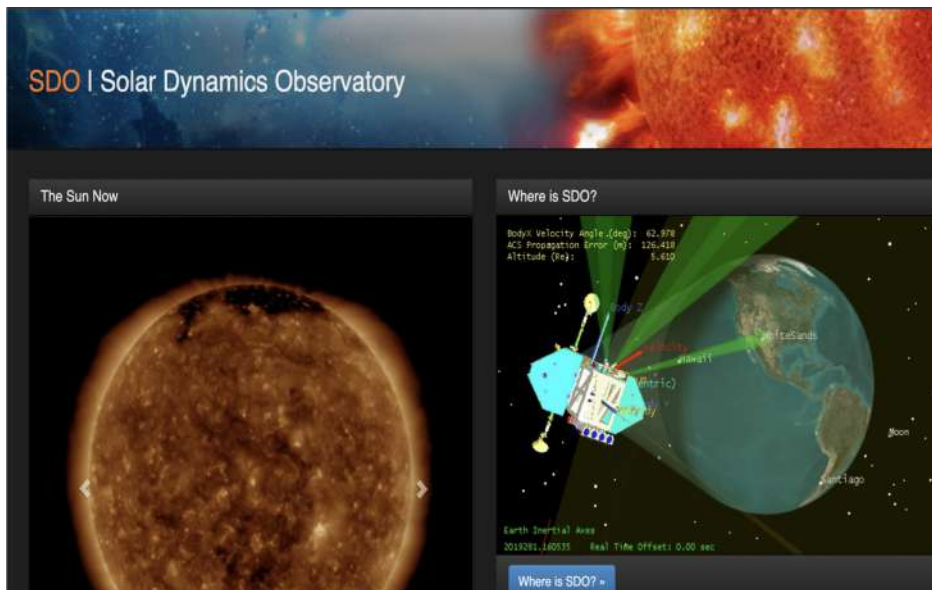 SDO | Solar Dynamics Observatory
The Sun Now
Where is SDO?
BodyX Velocity Angle (deg): 62.978
ACS Propagation Error (m): 126.410
Altitude (Re): 5.610
Body Z
WhiteSands
Hawaii
Moon
Santiago
Earth Inertial Axes
2019281.160535 Real Time Offset: 0.00 sec
Where is SDO? »